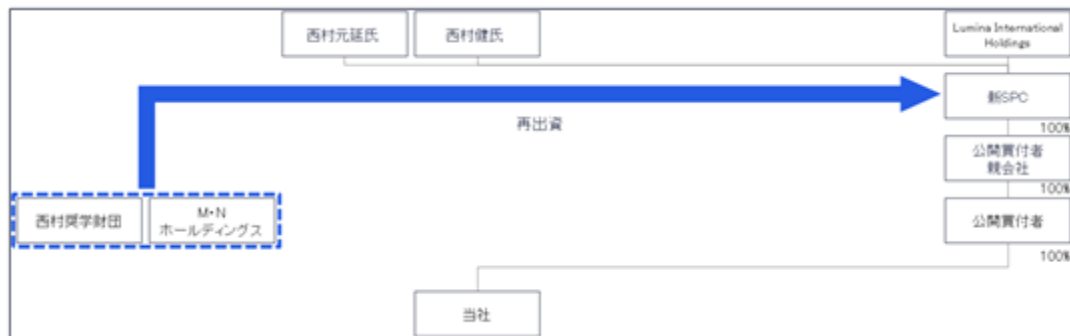 西村元延氏
西村健氏
Lumina International
Holdings
新SPC
再出資
100%
公開買付者
親会社
100%
西村奨学財団
M・N
ホールディングス
公開買付者
100%
当社